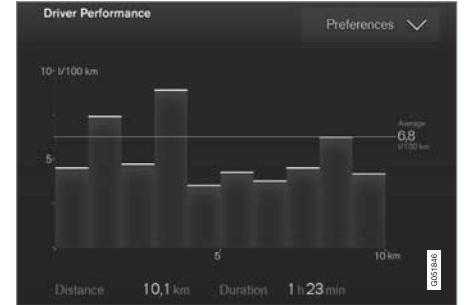 Driver Performance
Preferences
10 l/100 km
Average
6,8
l/100 km
5
5
10 km
Distance 10,1 km Duration 1 h 23 min
G051846